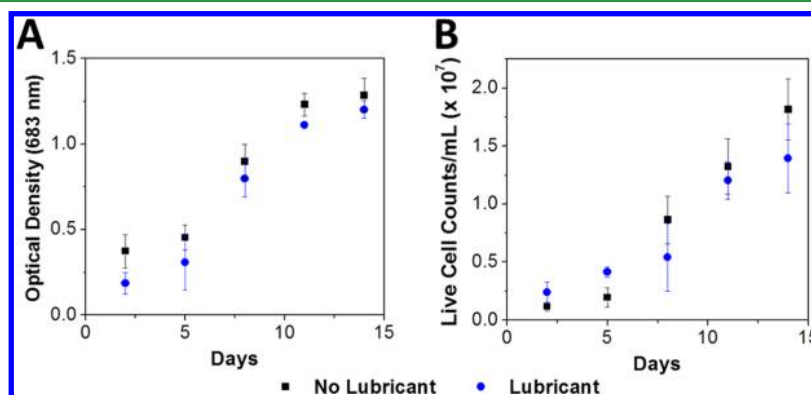 A
Optical Density (683 nm)
1.5
1.0
0.5
0.0
0
5
10
15
Days
B
Live Cell Counts/mL (x 10⁷)
2.0
1.5
1.0
0.5
0.0
0
5
10
15
Days
No Lubricant
Lubricant